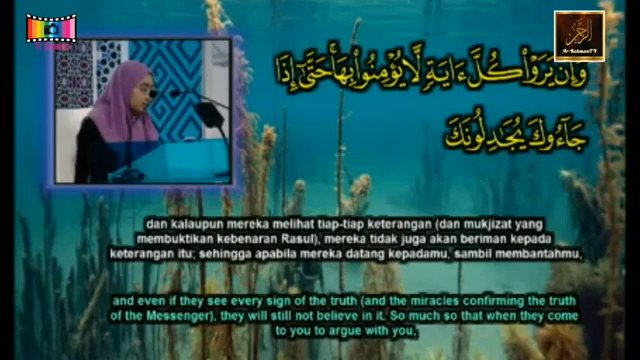 Ar-RahmanTV
وَإِن يَرَوْا۟ كُلَّ ءَايَةٍ لَّا يُؤْمِنُوا۟ بِهَا ۚ حَتَّىٰٓ إِذَا
جَآءُوكَ يُجَـٰدِلُونَكَ
dan kalaupun mereka melihat tiap-tiap keterangan (dan mukjizat yang
membuktikan kebenaran Rasul), mereka tidak juga akan beriman kepada
keterangan itu; sehingga apabila mereka datang kepadamu, sambil membantahmu,
and even if they see every sign of the truth (and the miracles confirming the truth
of the Messenger), they will still not believe in it. So much so that when they come
to you to argue with you,